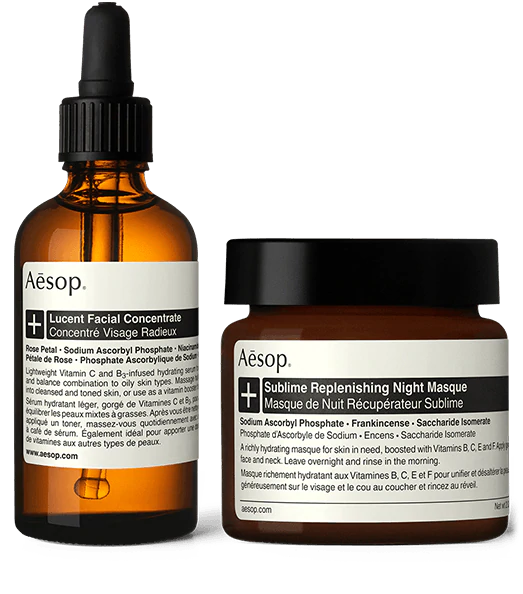 Aēsop.®
Lucent Facial Concentrate
Concentré Visage Radieux
Rose Petal • Sodium Ascorbyl Phosphate • Niacinam
Pétale de Rose • Phosphate Ascorbylique de Sodium
Lightweight Vitamin C and B3-infused hydrating serum
and balance combination to oily skin types. Massage
into cleansed and toned skin, or use as a vitamin booster
Sérum hydratant léger, gorgé de Vitamines C et B3,
équilibrer les peaux mixtes à grasses. Après vous être
appliqué un toner, massez-vous quotidiennement
à café de sérum. Également idéal pour apporter une
de vitamines aux autres types de peaux.
www.aesop.com
Aēsop.®
Sublime Replenishing Night Masque
Masque de Nuit Récupérateur Sublime
Sodium Ascorbyl Phosphate • Frankincense • Saccharide Isomerate
Phosphate d'Ascorbyle de Sodium • Encens • Saccharide Isomerate
A richly hydrating masque for skin in need, boosted with Vitamins B, C, E and F. Apply
face and neck. Leave overnight and rinse in the morning.
Masque richement hydratant aux Vitamines B, C, E et F pour unifier et désaltérer la
généreusement sur le visage et le cou au coucher et rincez au réveil.
aesop.com
Net